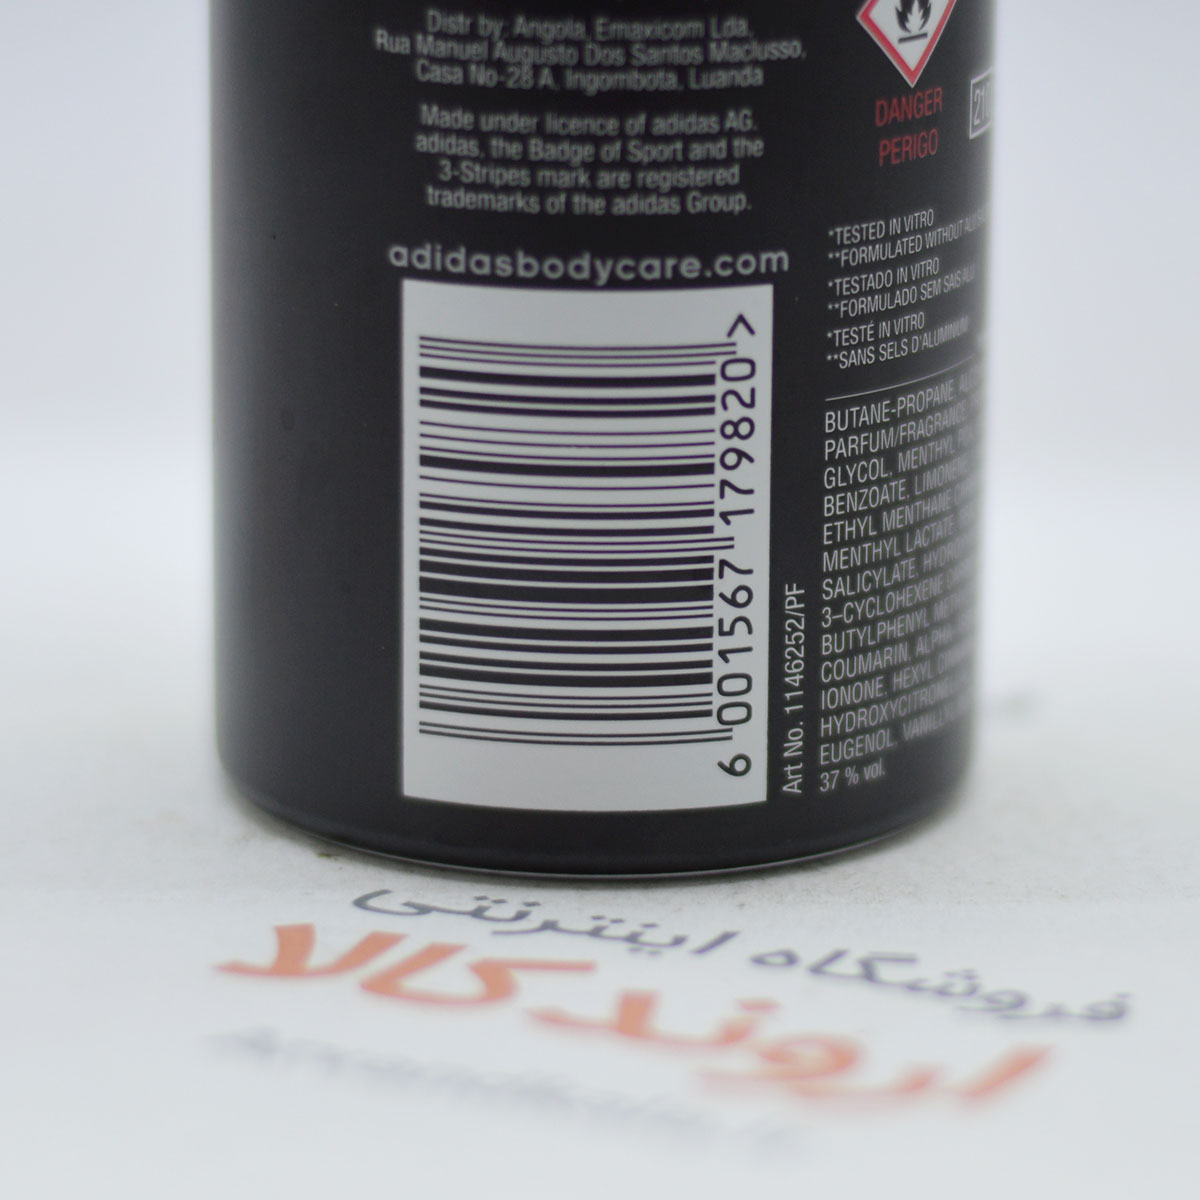 Distr by: Angola, Emaxicom Lda,
Rua Manuel Augusto Dos Santos Maclusso,
Casa No-28 A, Ingombota, Luanda
Made under licence of adidas AG.
adidas, the Badge of Sport and the
3-Stripes mark are registered
trademarks of the adidas Group.
adidasbodycare.com
6 001567 179820 >
Art No. 1146252/PF
DANGER
PERIGO
*TESTED IN VITRO
**FORMULATED WITHOUT
*TESTADO IN VITRO
**FORMULADO SEM SAIS
*TESTÉ IN VITRO
**SANS SELS D'ALUMINIUM
BUTANE-PROPANE,
PARFUM/FRAGRANCE,
GLYCOL, MENTHYL
BENZOATE,
ETHYL MENTHANE
MENTHYL LACTATE,
SALICYLATE,
3-CYCLOHEXENE
BUTYLPHENYL
COUMARIN, ALPHA-
IONONE, HEXYL
EUGENOL,
37 % vol.
فروشگاه اینترنتی
اروند کالا